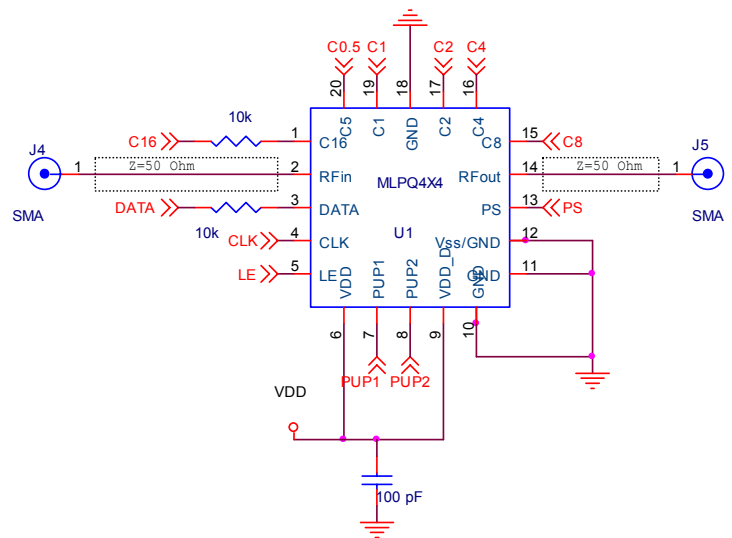 C0.5 C1 C2 C4
20 19 18 17 16
C5 C1 GND C2 C4
10k
C16 1 C16 C8 15 C8
J4 J5
1 Z=50 Ohm 2 RFin RFout 14 Z=50 Ohm 1
MLPQ4X4
SMA DATA 3 DATA PS 13 PS SMA
10k
CLK 4 CLK U1 Vss/GND 12
LE 5 LE GND 11
VDD PUP1 PUP2 VDD_D GND
6 7 8 9 10
PUP1 PUP2
VDD
100 pF